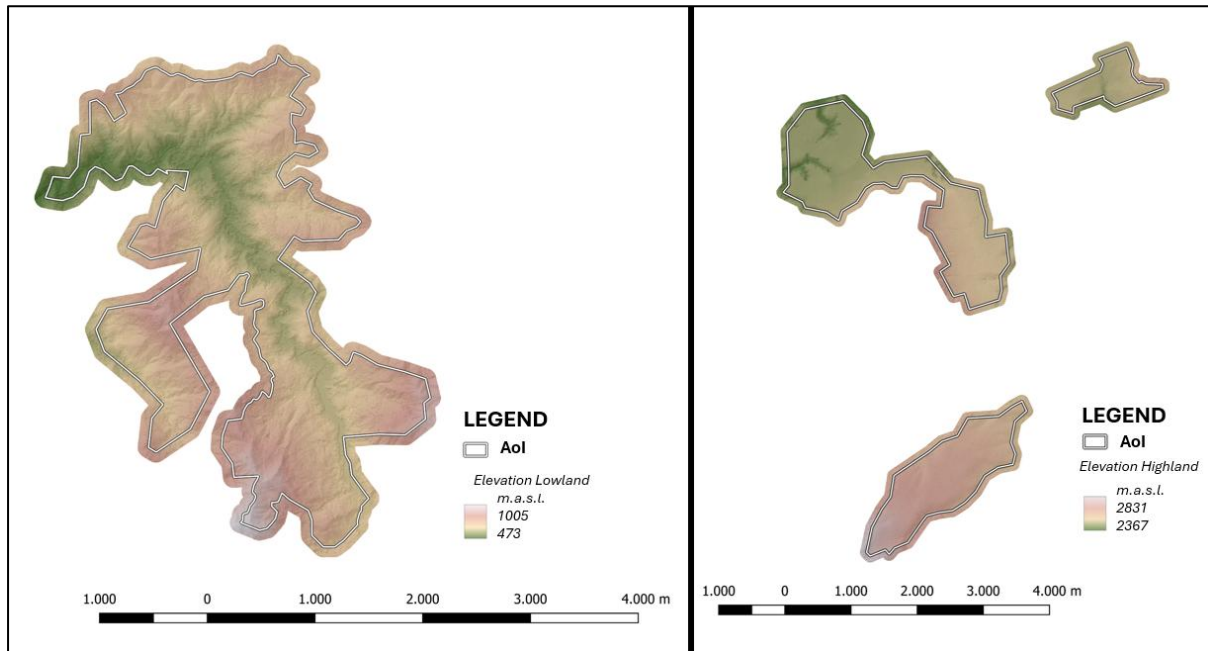 LEGEND
AoI
Elevation Lowland
m.a.s.l.
1005
473
1.000 0 1.000 2.000 3.000 4.000 m
LEGEND
AoI
Elevation Highland
m.a.s.l.
2831
2367
1.000 0 1.000 2.000 3.000 4.000 m